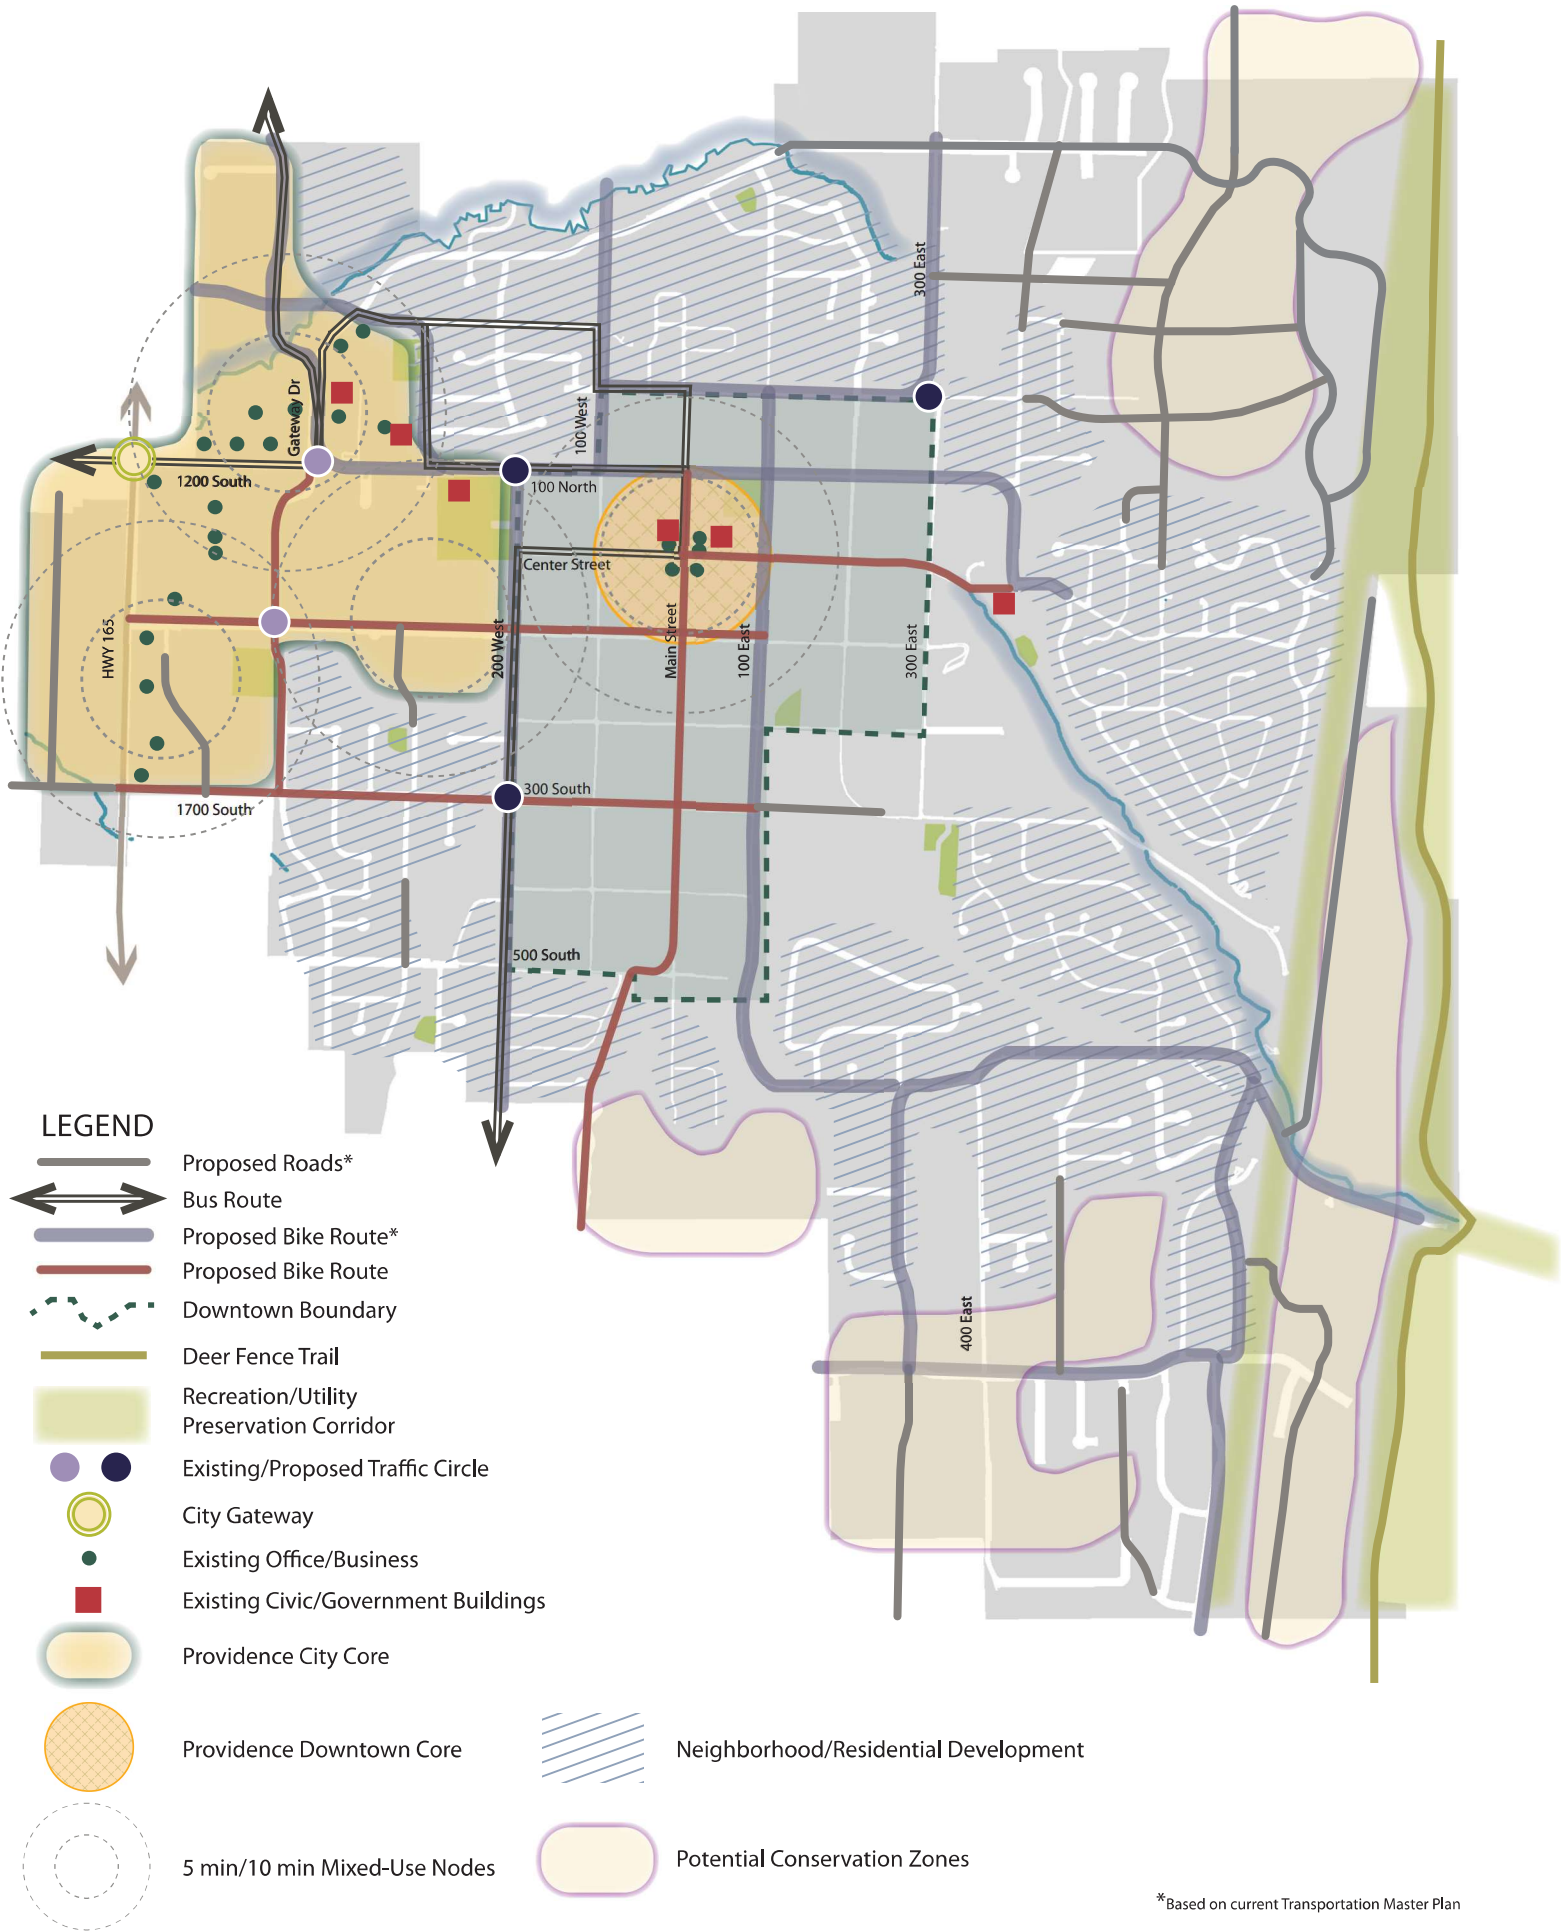 300 East
Gateway Dr
100 West
1200 South
100 North
Center Street
HWY 165
200 West
Main Street
100 East
300 East
300 South
1700 South
500 South
400 East
LEGEND
Proposed Roads*
Bus Route
Proposed Bike Route*
Proposed Bike Route
Downtown Boundary
Deer Fence Trail
Recreation/Utility
Preservation Corridor
Existing/Proposed Traffic Circle
City Gateway
Existing Office/Business
Existing Civic/Government Buildings
Providence City Core
Providence Downtown Core
Neighborhood/Residential Development
5 min/10 min Mixed-Use Nodes
Potential Conservation Zones
*Based on current Transportation Master Plan